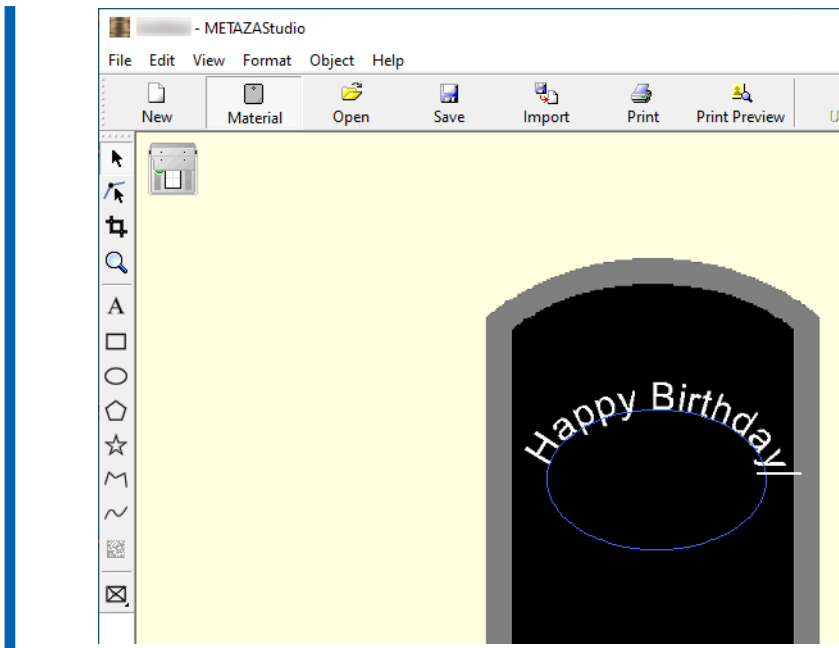 - METAZAStudio
File Edit View Format Object Help
New Material Open Save Import Print Print Preview
A
Happy Birthday